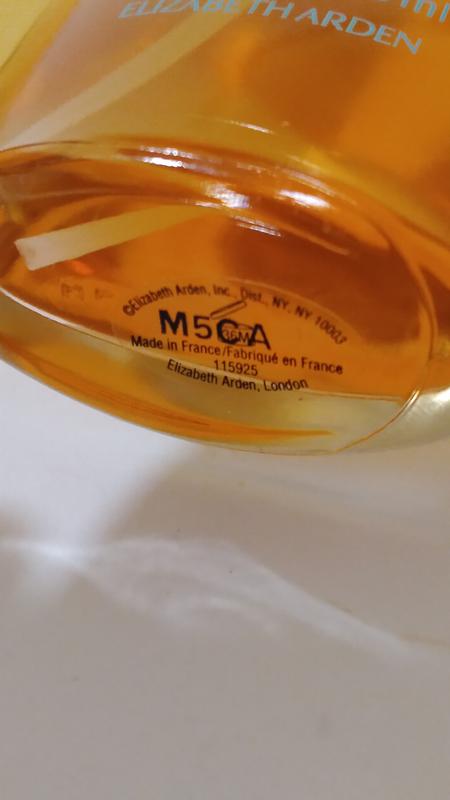 ELIZABETH ARDEN
©Elizabeth Arden, Inc., Dist., NY, NY 10003
M5CA
36M
Made in France/Fabriqué en France
115925
Elizabeth Arden, London